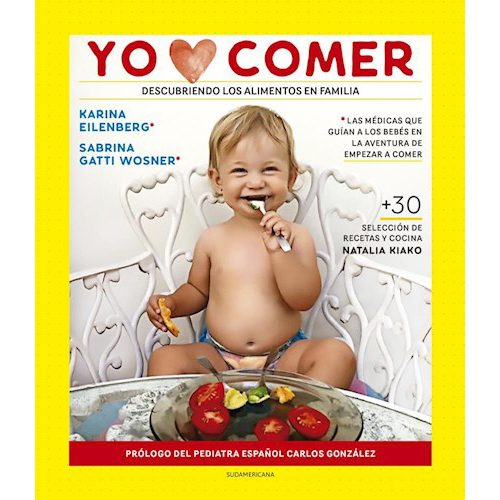 YO COMER
DESCUBRIENDO LOS ALIMENTOS EN FAMILIA
KARINA
EILENBERG*
SABRINA
GATTI WOSNER*
*LAS MÉDICAS QUE
GUÍAN A LOS BEBÉS EN
LA AVENTURA DE
EMPEZAR A COMER
+30
SELECCIÓN DE
RECETAS Y COCINA
NATALIA KIAKO
PRÓLOGO DEL PEDIATRA ESPAÑOL CARLOS GONZÁLEZ
SUDAMERICANA